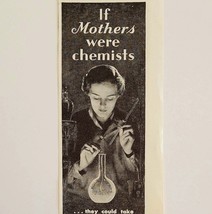 If
Mothers
were
chemists
...they could take